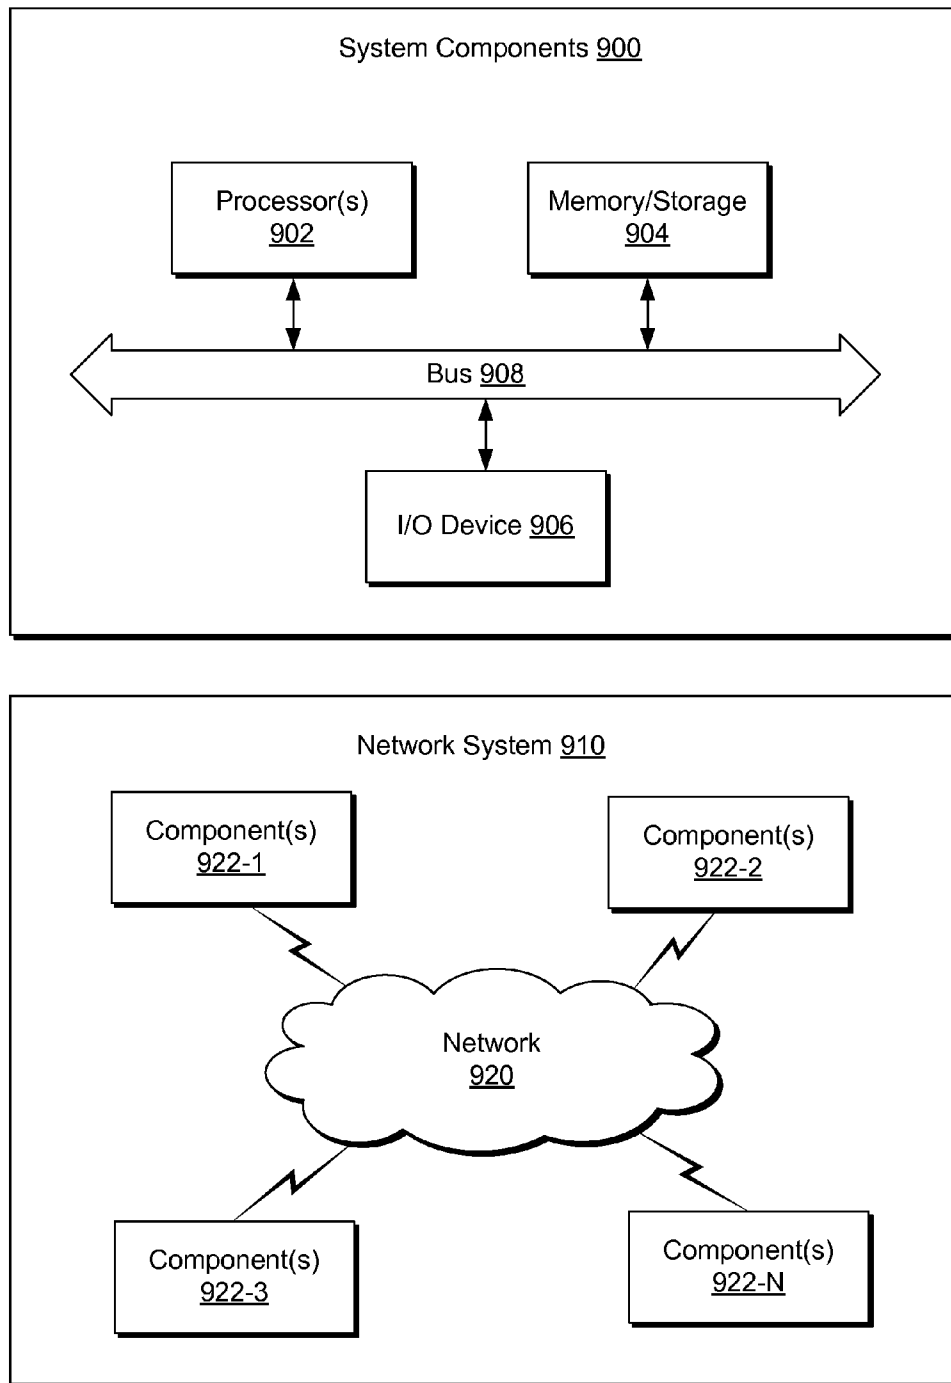 System Components 900
Processor(s)
902
Memory/Storage
904
Bus 908
I/O Device 906
Network System 910
Component(s)
922-1
Component(s)
922-2
Network
920
Component(s)
922-3
Component(s)
922-N